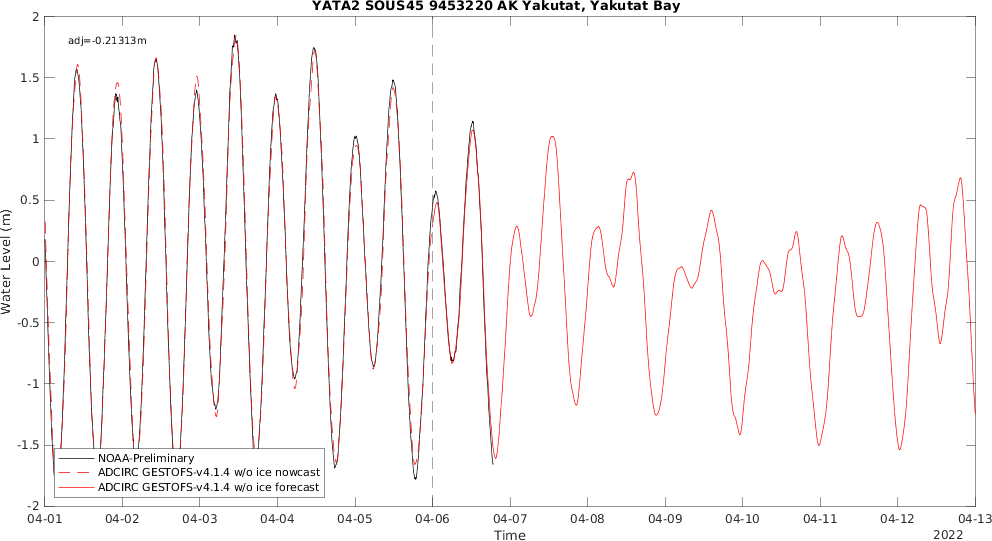 YATA2 SOUS45 9453220 AK Yakutat, Yakutat Bay
2
adj=-0.21313m
1.5
1
0.5
0
-0.5
-1
-1.5
-2
Water Level (m)
NOAA-Preliminary
ADCIRC GESTOFS-v4.1.4 w/o ice nowcast
ADCIRC GESTOFS-v4.1.4 w/o ice forecast
04-01 04-02 04-03 04-04 04-05 04-06 04-07 04-08 04-09 04-10 04-11 04-12 04-13
Time
2022